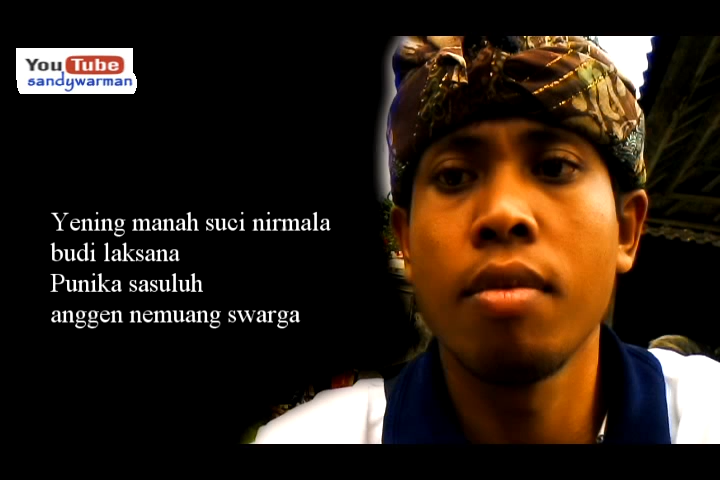 You Tube
sandywarman
Yening manah suci nirmala
budi laksana
Punika sasuluh
anggen nemuang swarga